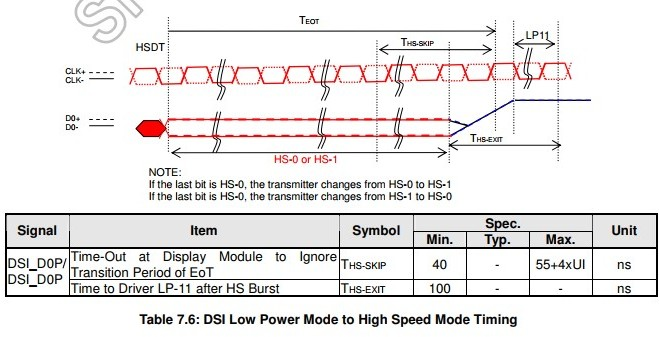 TEOT
LP11
HSDT
THS-SKIP
CLK+
CLK-
D0+
D0-
THS-EXIT
HS-0 or HS-1
NOTE:
If the last bit is HS-0, the transmitter changes from HS-0 to HS-1
If the last bit is HS-0, the transmitter changes from HS-1 to HS-0
Signal Item Symbol Spec. Unit
Min. Typ. Max.
DSI_D0P/ DSI_D0P
Time-Out at Display Module to Ignore Transition Period of EoT THS-SKIP 40 - 55+4xUI ns
Time to Driver LP-11 after HS Burst THS-EXIT 100 - - ns
Table 7.6: DSI Low Power Mode to High Speed Mode Timing